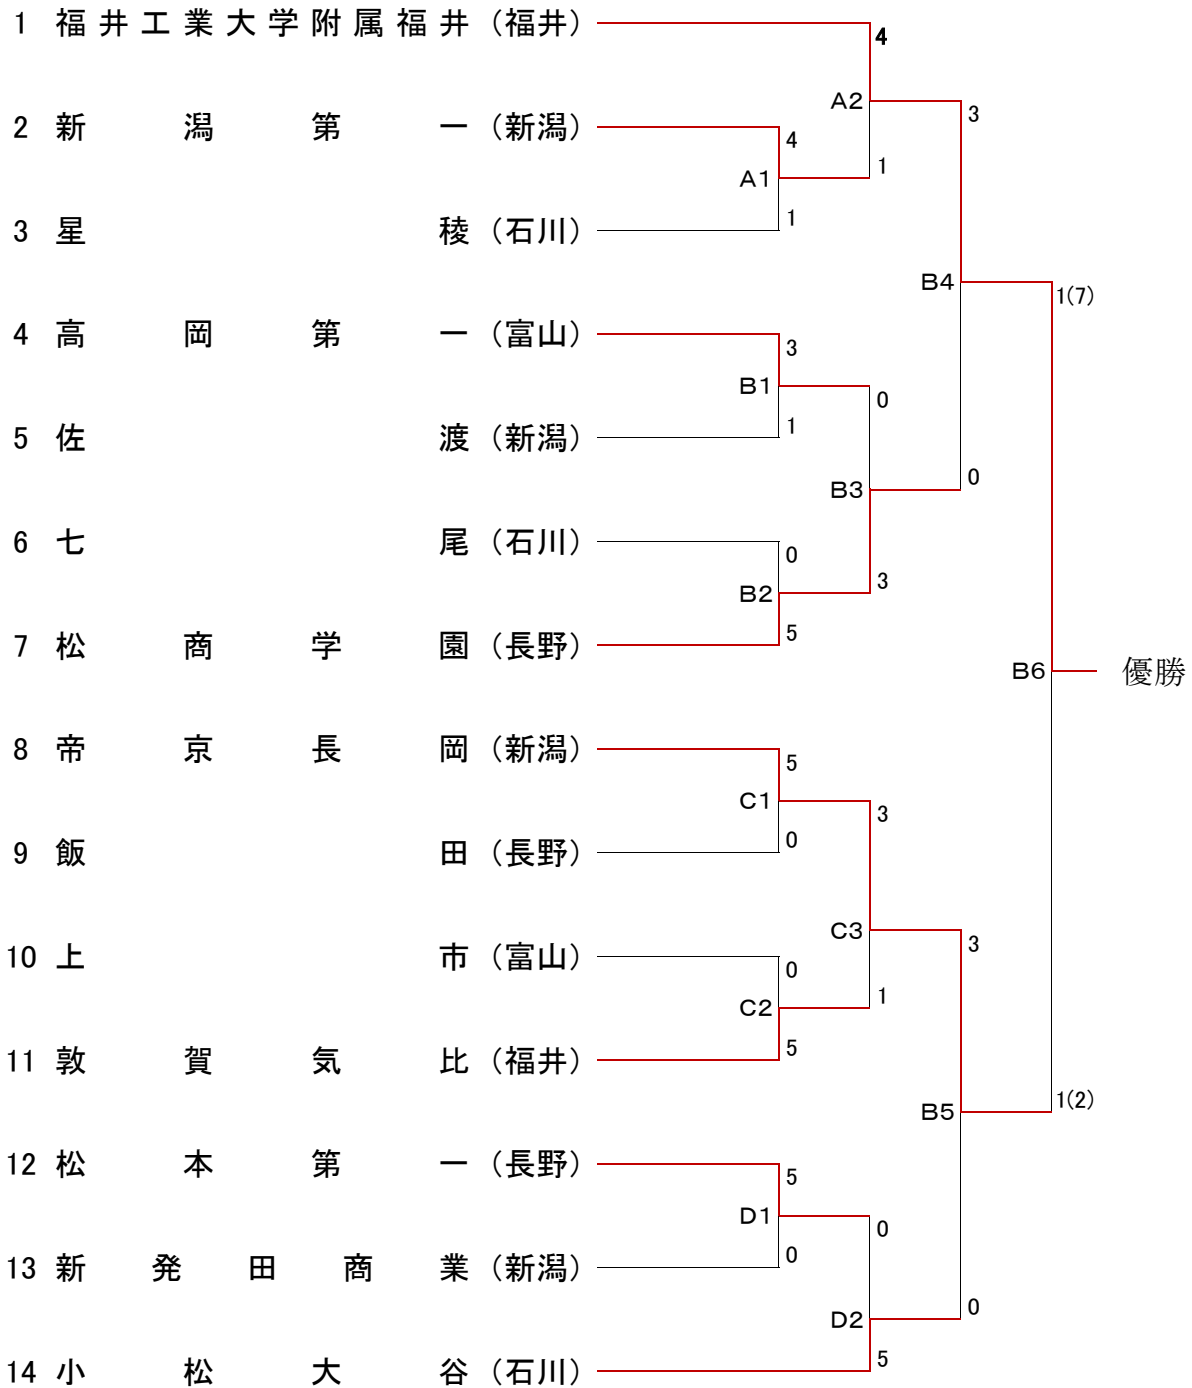 1 福井工業大学附属福井（福井）
4
A2
3
2 新潟第一（新潟）
4
1
A1
1
3 星稜（石川）
B4
1(7)
4 高岡第一（富山）
3
B1
0
1
5 佐渡（新潟）
0
B3
6 七尾（石川）
0
3
B2
5
7 松商学園（長野）
B6 優勝
8 帝京長岡（新潟）
5
C1
3
0
9 飯田（長野）
C3
3
10 上市（富山）
0
1
C2
5
11 敦賀気比（福井）
B5
1(2)
12 松本第一（長野）
5
D1
0
0
13 新発田商業（新潟）
0
D2
5
14 小松大谷（石川）